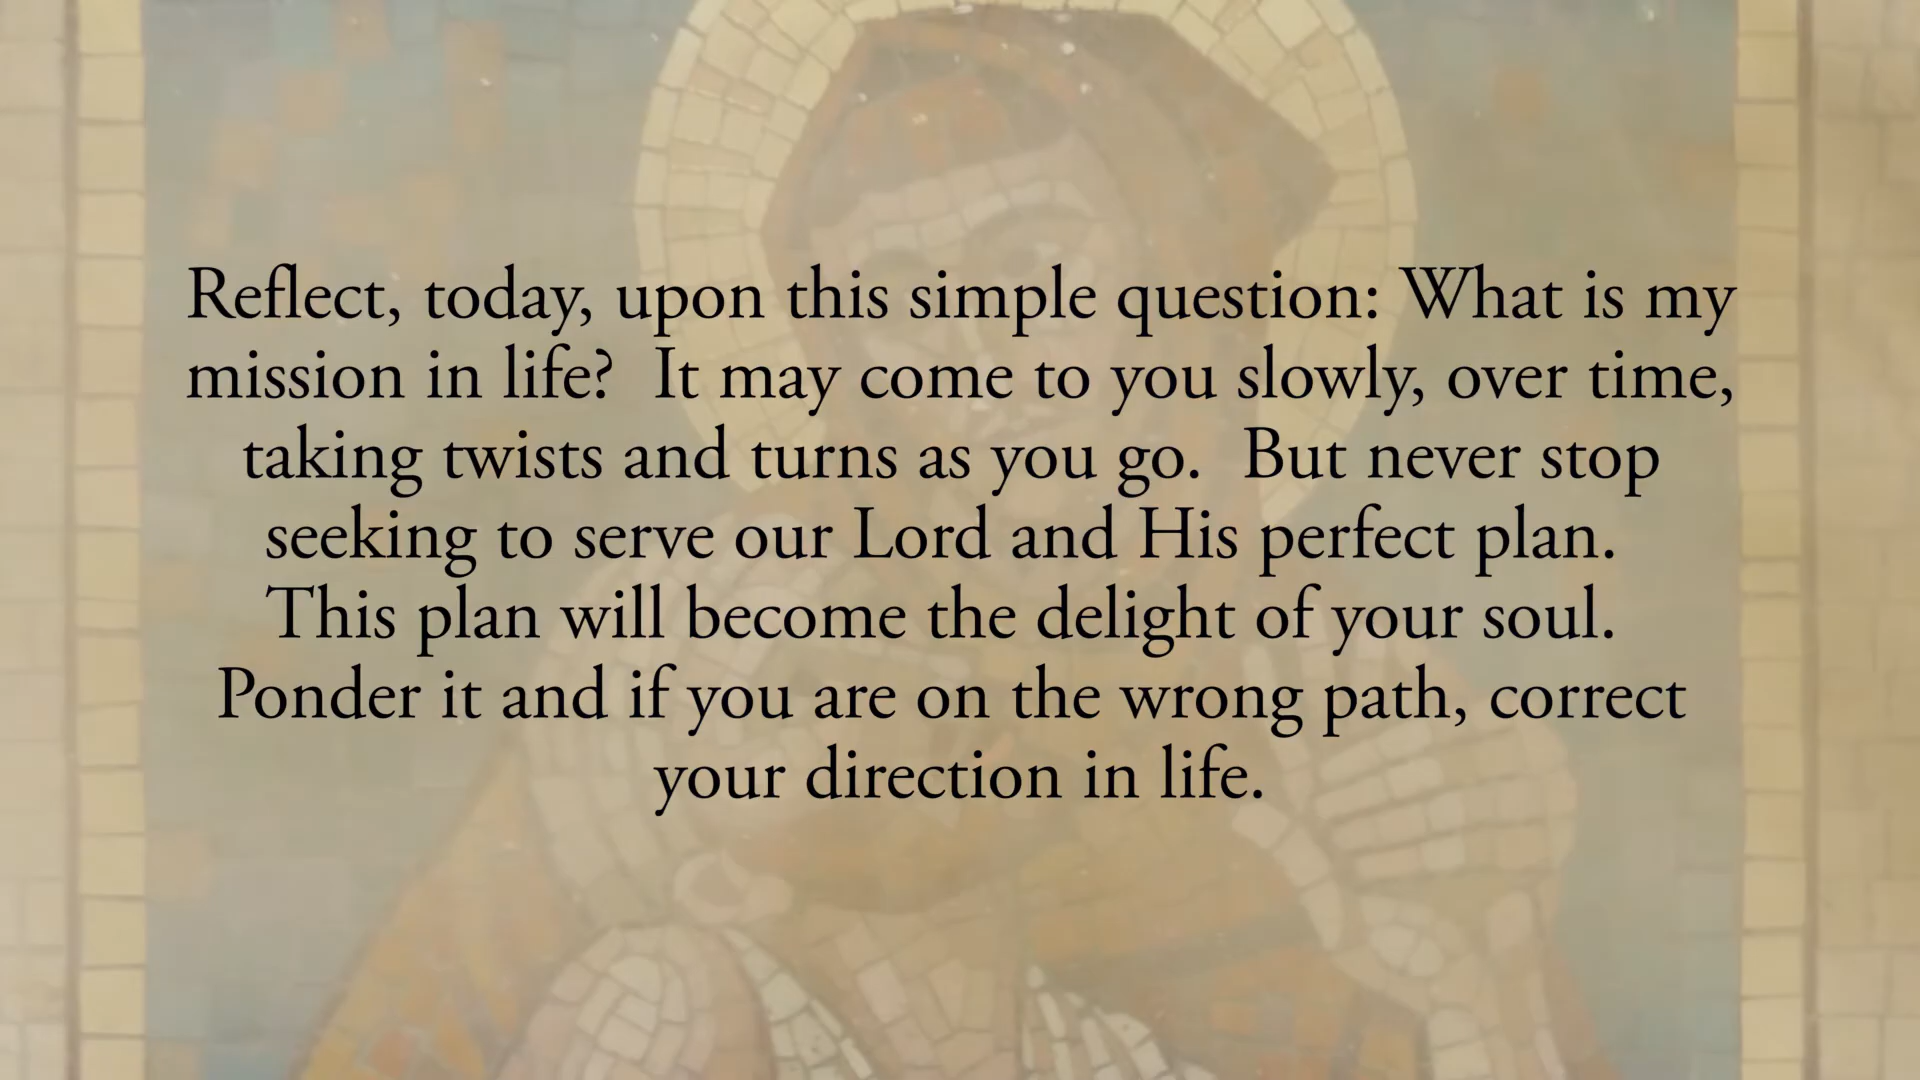 Reflect, today, upon this simple question: What is my
mission in life?  It may come to you slowly, over time,
taking twists and turns as you go.  But never stop
seeking to serve our Lord and His perfect plan.
This plan will become the delight of your soul.
Ponder it and if you are on the wrong path, correct
your direction in life.